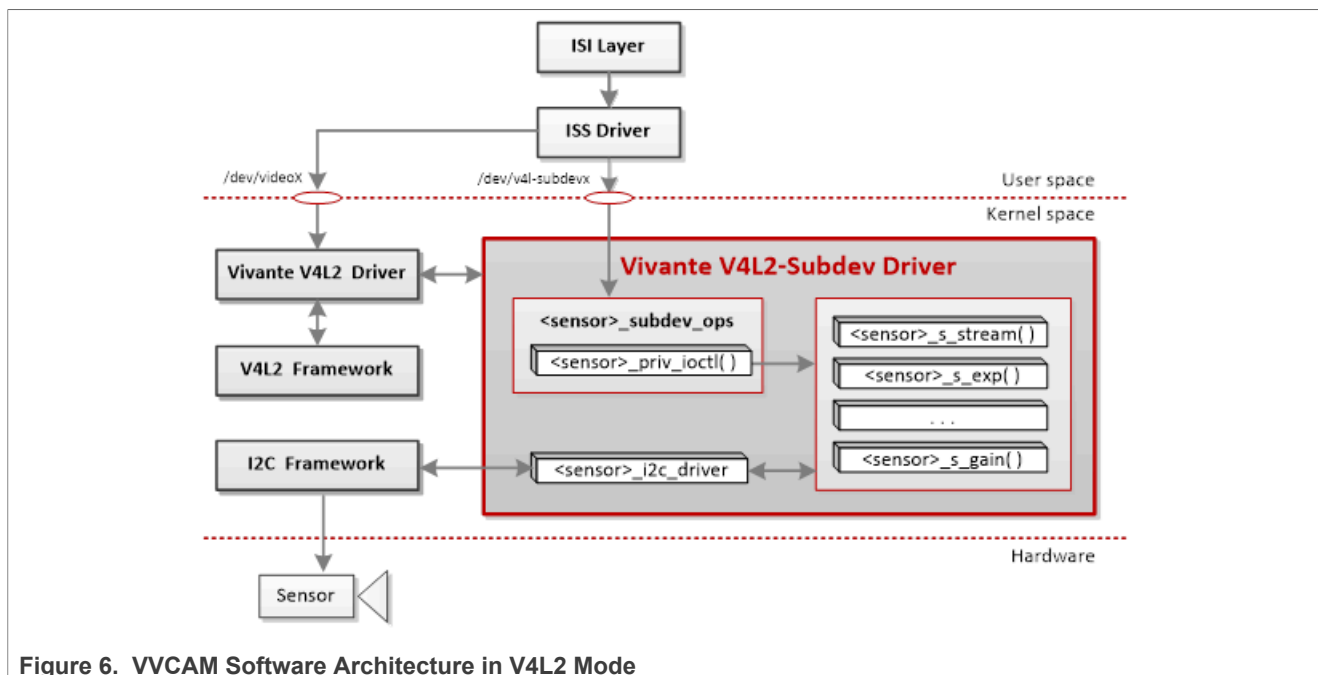 ISI Layer
ISS Driver
/dev/videoX
/dev/v4l-subdevx
User space
Kernel space
Vivante V4L2 Driver
Vivante V4L2-Subdev Driver
<sensor>_subdev_ops
<sensor>_priv_ioctl( )
<sensor>_s_stream( )
<sensor>_s_exp( )
. . .
<sensor>_s_gain( )
V4L2 Framework
I2C Framework
<sensor>_i2c_driver
Hardware
Sensor
Figure 6. VVCAM Software Architecture in V4L2 Mode